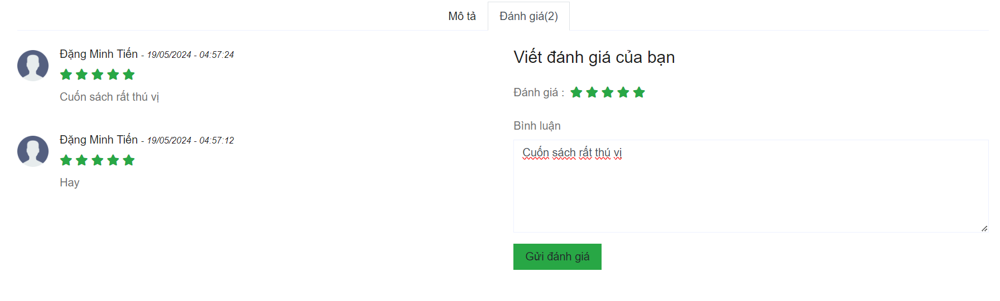 Mô tả
Đánh giá(2)
Đặng Minh Tiến - 19/05/2024 - 04:57:24
Cuốn sách rất thú vị
Đặng Minh Tiến - 19/05/2024 - 04:57:12
Hay
Viết đánh giá của bạn
Đánh giá :
Bình luận
Cuốn sách rất thú vị
Gửi đánh giá